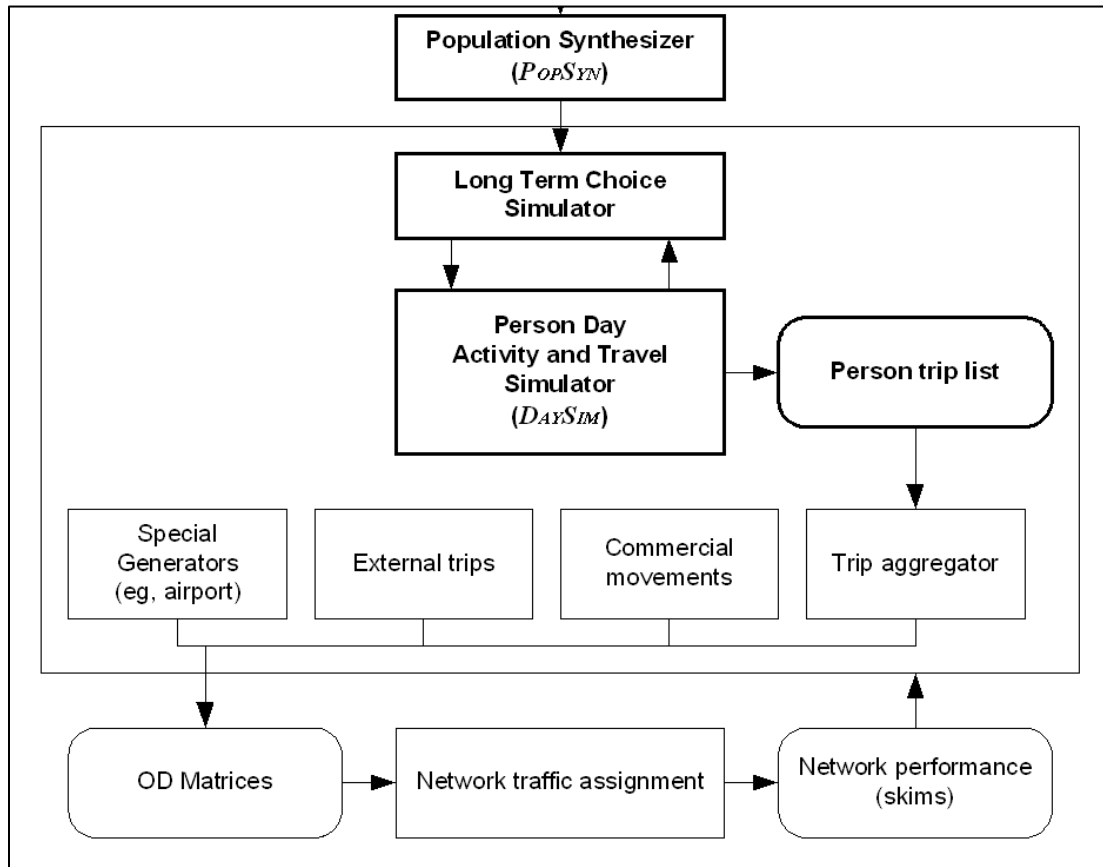 Population Synthesizer
(POPSYN)
Long Term Choice
Simulator
Person Day
Activity and Travel
Simulator
(DAYSIM)
Person trip list
Special
Generators
(eg, airport)
External trips
Commercial
movements
Trip aggregator
OD Matrices
Network traffic assignment
Network performance
(skims)